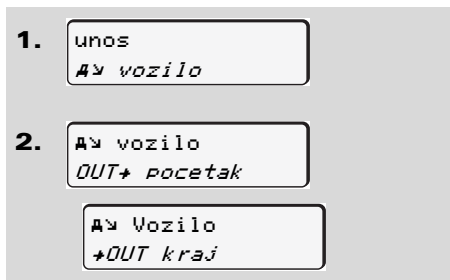 1. unos
vozilo
2. vozilo
OUT pocetak
Vozilo
OUT kraj